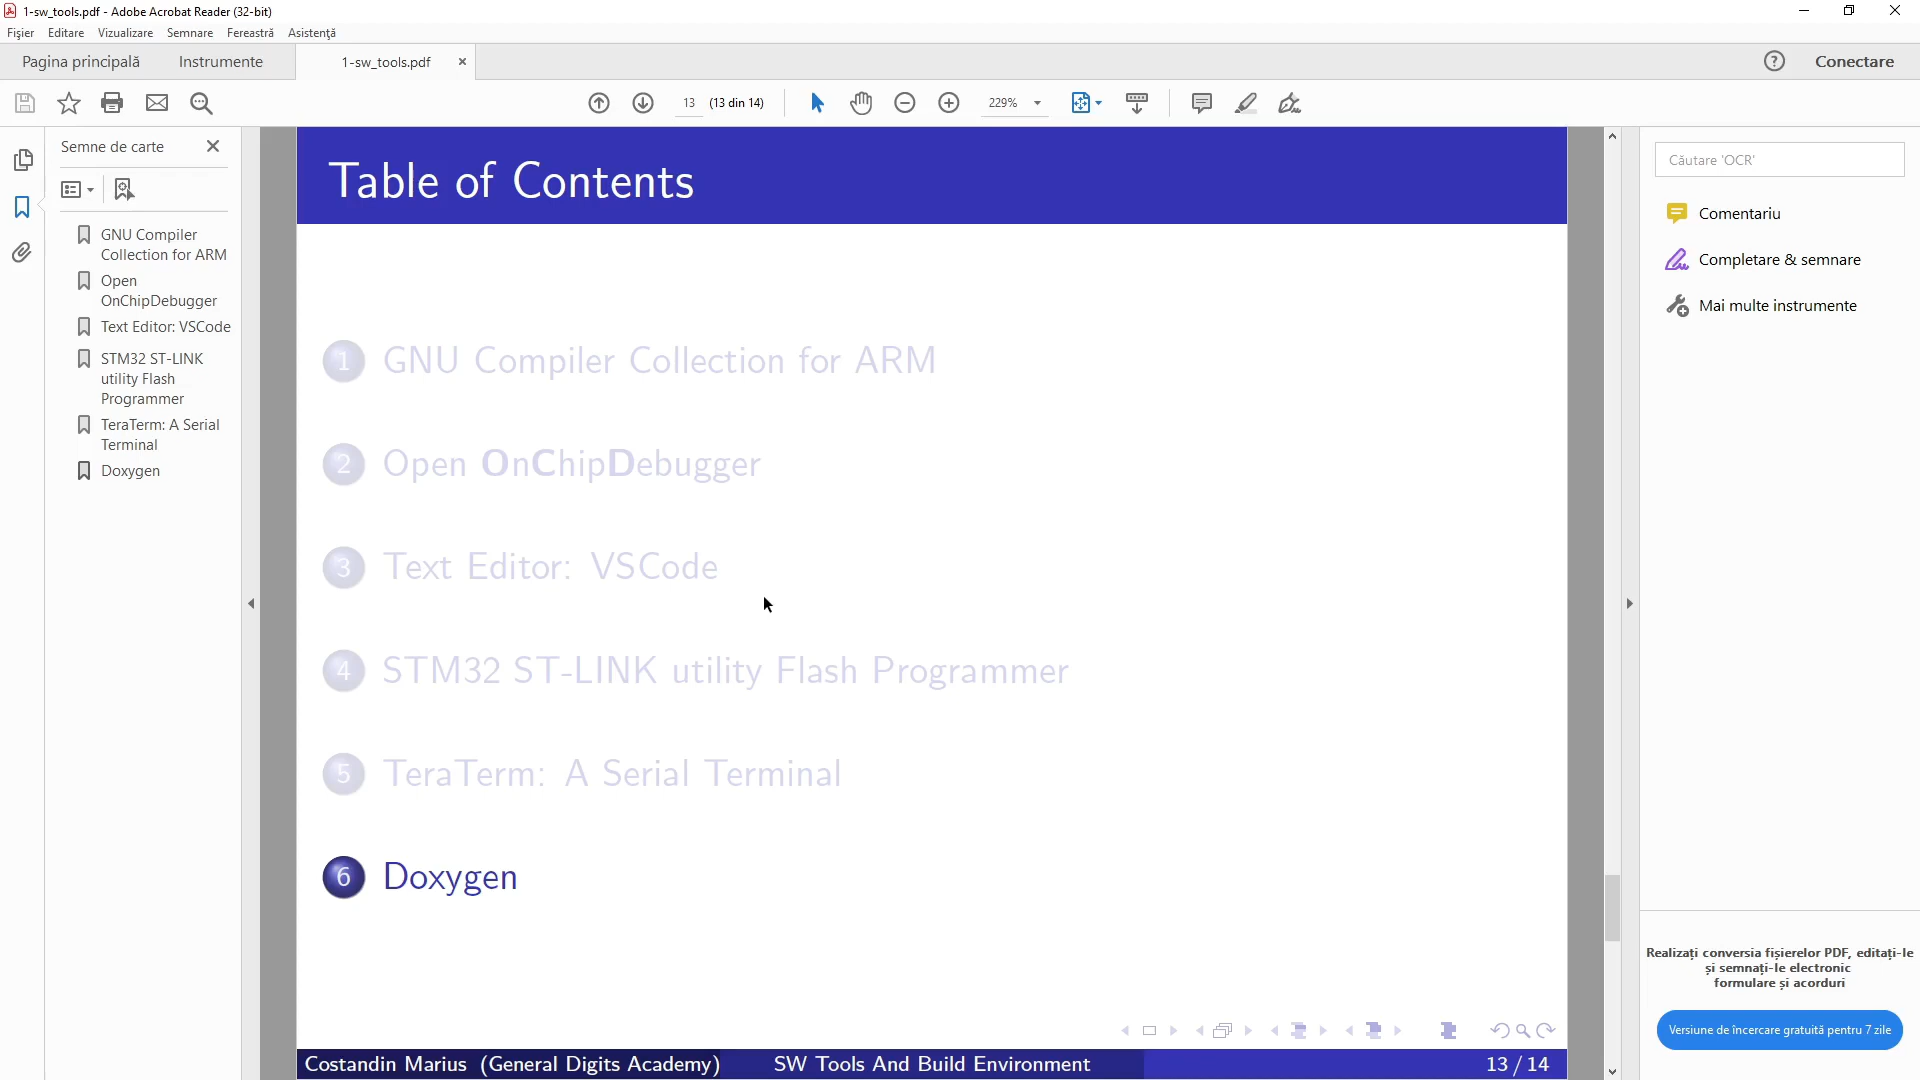 1-sw_tools.pdf - Adobe Acrobat Reader (32-bit)
Fișier Editare Vizualizare Semnare Fereastră Asistență
Pagina principală Instrumente 1-sw_tools.pdf Conectare
13 (13 din 14) 229%
Semne de carte
GNU Compiler
Collection for ARM
Open
OnChipDebugger
Text Editor: VSCode
STM32 ST-LINK
utility Flash
Programmer
TeraTerm: A Serial
Terminal
Doxygen
Table of Contents
1 GNU Compiler Collection for ARM
2 Open OnChipDebugger
3 Text Editor: VSCode
4 STM32 ST-LINK utility Flash Programmer
5 TeraTerm: A Serial Terminal
6 Doxygen
Costandin Marius (General Digits Academy) SW Tools And Build Environment 13 / 14
Căutare 'OCR'
Comentariu
Completare & semnare
Mai multe instrumente
Realizați conversia fișierelor PDF, editați-le
și semnați-le electronic
formulare și acorduri
Versiune de încercare gratuită pentru 7 zile